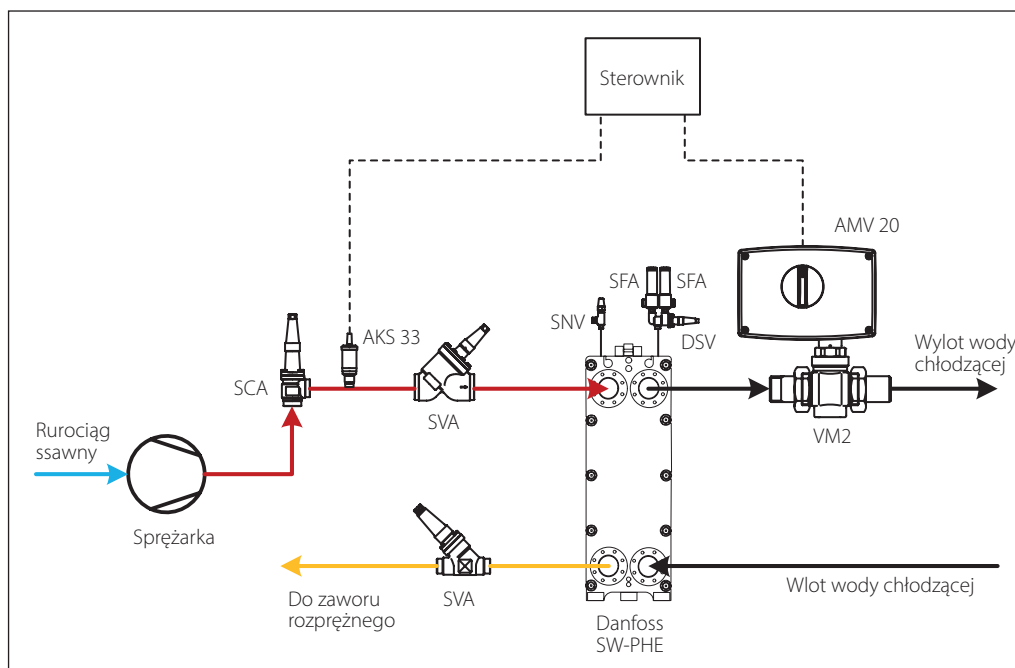 Sterownik
AMV 20
SFA SFA
SNV
DSV
AKS 33
Wylot wody
chłodzącej
SCA
SVA
VM2
Rurociąg
ssawny
Sprężarka
SVA
Wlot wody chłodzącej
Do zaworu
rozprężnego
Danfoss
SW-PHE